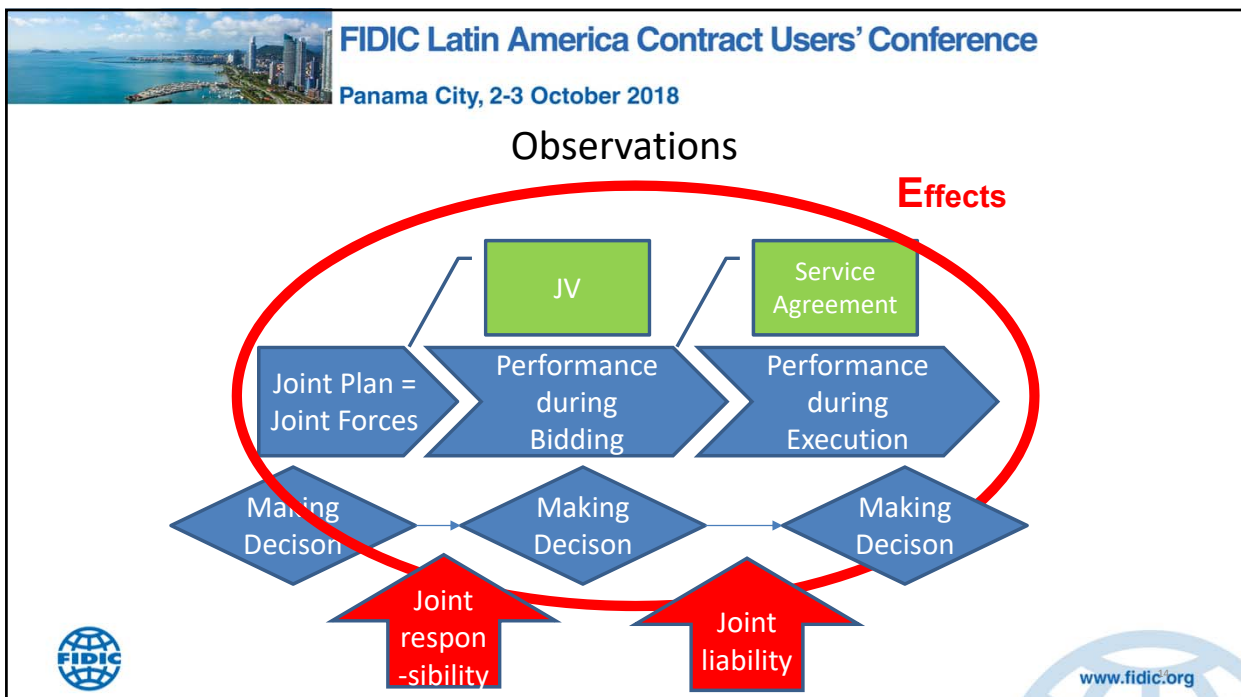 FIDIC Latin America Contract Users' Conference
Panama City, 2-3 October 2018
Observations
Effects
JV
Service
Agreement
Joint Plan =
Joint Forces
Performance
during
Bidding
Performance
during
Execution
Making
Decison
Making
Decison
Making
Decison
Joint
respon
-sibility
Joint
liability
FIDIC
www.fidic.org